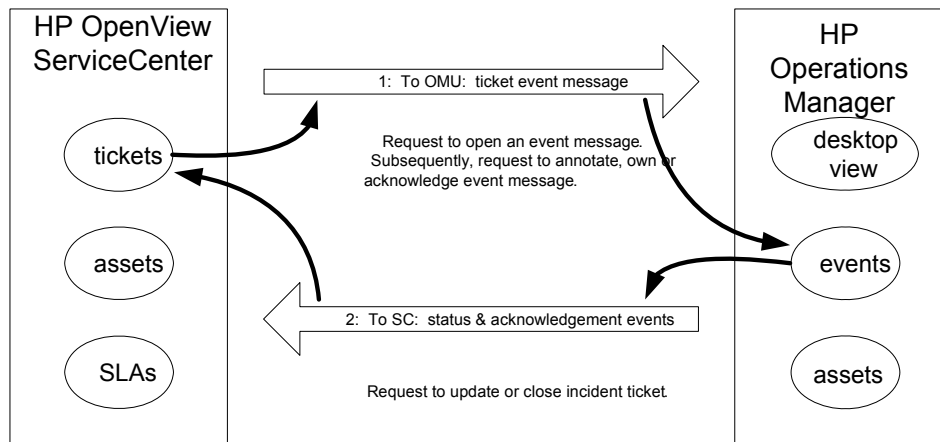 HP OpenView
ServiceCenter
tickets
assets
SLAs
1: To OMU: ticket event message
Request to open an event message.
Subsequently, request to annotate, own or
acknowledge event message.
2: To SC: status & acknowledgement events
Request to update or close incident ticket.
HP
Operations
Manager
desktop
view
events
assets